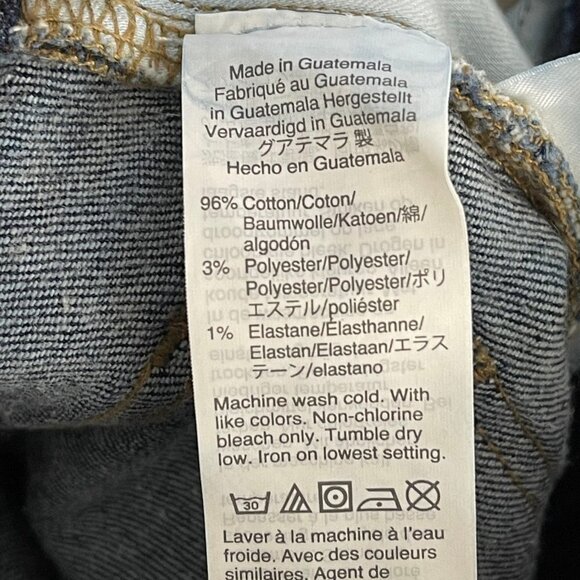 Made in Guatemala
Fabriqué au Guatemala
in Guatemala Hergestellt
Vervaardigd in Guatemala
グアテマラ 製
Hecho en Guatemala
96% Cotton/Coton/
Baumwolle/Katoen/綿/
algodón
3% Polyester/Polyester/
Polyester/Polyester/ポリ
エステル/poliéster
1% Elastane/Élasthanne/
Elastan/Elastaan/エラス
テーン/elastano
Machine wash cold. With
like colors. Non-chlorine
bleach only. Tumble dry
low. Iron on lowest setting.
30
Laver à la machine à l'eau
froide. Avec des couleurs
similaires. Agent de